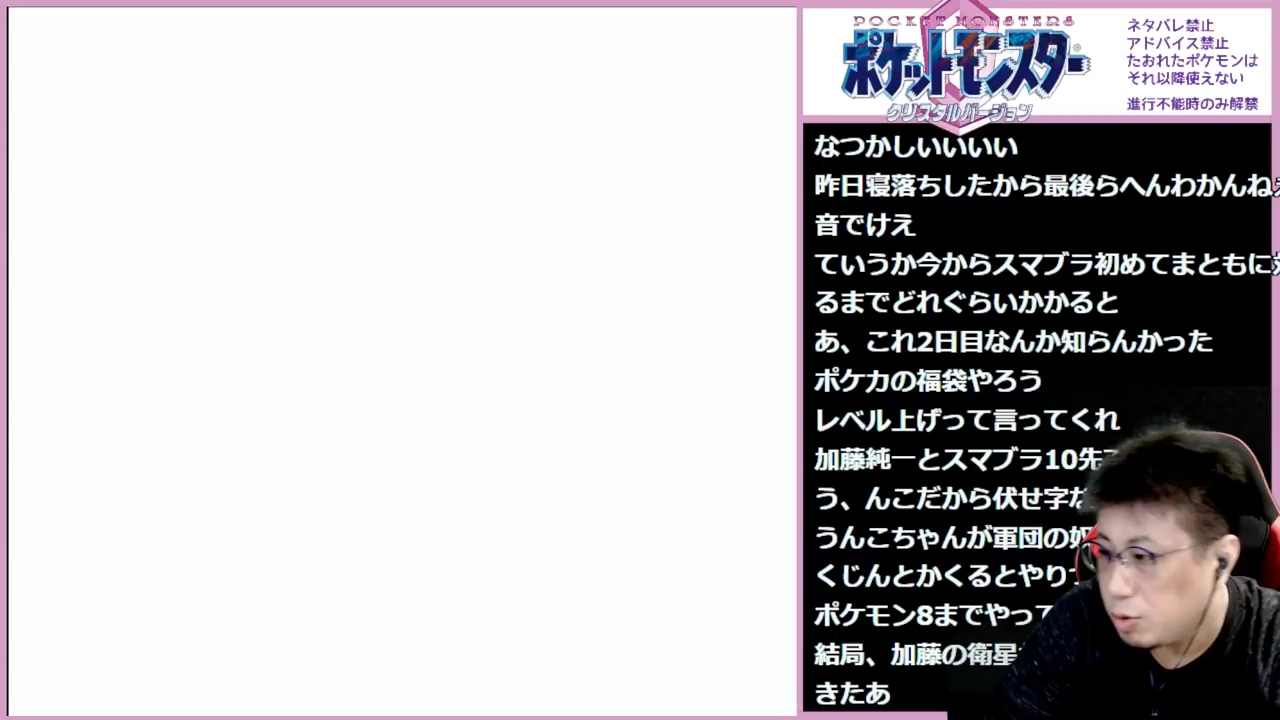 POCKET MONSTERS
ポケットモンスター
クリスタルバージョン
ネタバレ禁止
アドバイス禁止
たおれたポケモンは
それ以降使えない
進行不能時のみ解禁
なつかしいいいい
昨日寝落ちしたから最後らへんわかんね
音でけえ
ていうか今からスマブラ初めてまともに
るまでどれぐらいかかると
あ、これ2日目なんか知らんかった
ポケカの福袋やろう
レベル上げって言ってくれ
加藤純一とスマブラ10先
う、んこだから伏せ字な
うんこちゃんが軍団の
くじんとかくるとやり
ポケモン8までやって
結局、加藤の衛星
きたあ